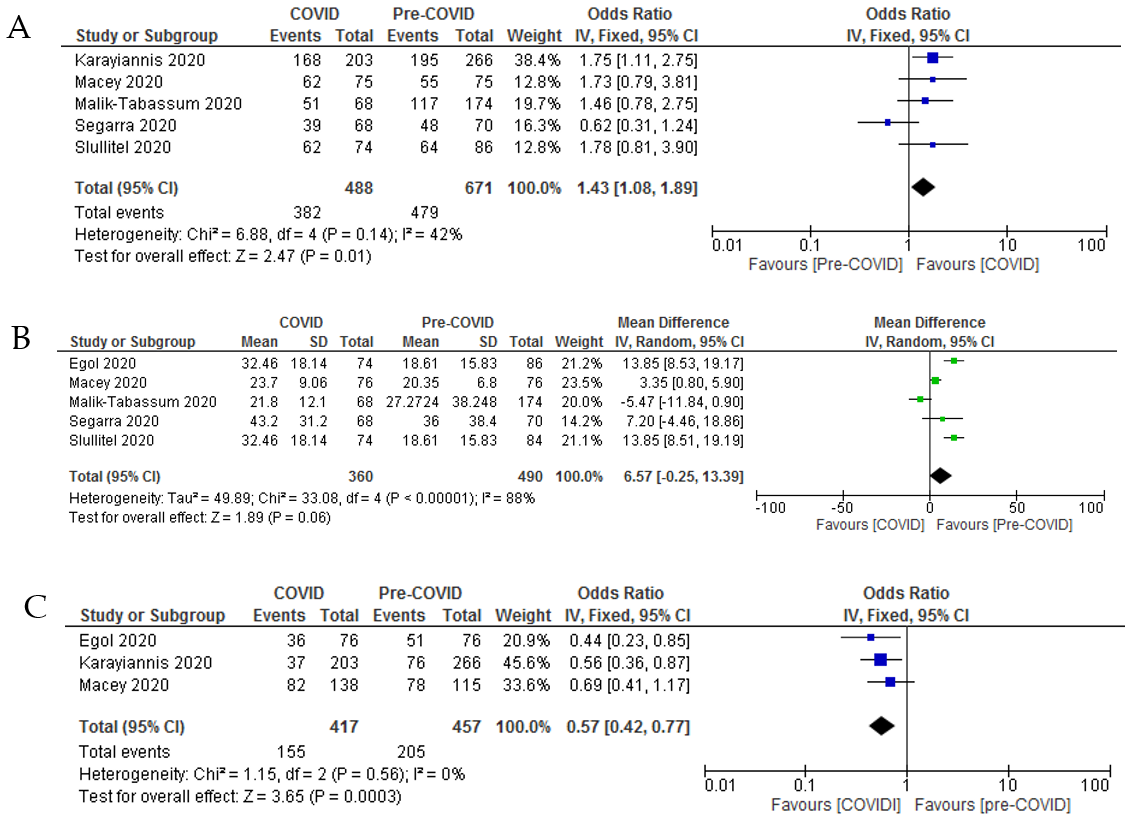 A
COVID Pre-COVID Odds Ratio Odds Ratio
Study or Subgroup Events Total Events Total Weight IV, Fixed, 95% CI IV, Fixed, 95% CI
Karayiannis 2020 168 203 195 266 38.4% 1.75 [1.11, 2.75]
Macey 2020 62 75 55 75 12.8% 1.73 [0.79, 3.81]
Malik-Tabassum 2020 51 68 117 174 19.7% 1.46 [0.78, 2.75]
Segarra 2020 39 68 48 70 16.3% 0.62 [0.31, 1.24]
Slullitel 2020 62 74 64 86 12.8% 1.78 [0.81, 3.90]
Total (95% CI) 488 671 100.0% 1.43 [1.08, 1.89]
Total events 382 479
Heterogeneity: Chi² = 6.88, df = 4 (P = 0.14); I² = 42%
Test for overall effect: Z = 2.47 (P = 0.01)
0.01 0.1 1 10 100
Favours [Pre-COVID] Favours [COVID]
B
COVID Pre-COVID Mean Difference Mean Difference
Study or Subgroup Mean SD Total Mean SD Total Weight IV, Random, 95% CI IV, Random, 95% CI
Egol 2020 32.46 18.14 74 18.61 15.83 86 21.2% 13.85 [8.53, 19.17]
Macey 2020 23.7 9.06 76 20.35 6.8 76 23.5% 3.35 [0.80, 5.90]
Malik-Tabassum 2020 21.8 12.1 68 27.2724 38.248 174 20.0% -5.47 [-11.84, 0.90]
Segarra 2020 43.2 31.2 68 36 38.4 70 14.2% 7.20 [-4.46, 18.86]
Slullitel 2020 32.46 18.14 74 18.61 15.83 84 21.1% 13.85 [8.51, 19.19]
Total (95% CI) 360 490 100.0% 6.57 [-0.25, 13.39]
Heterogeneity: Tau² = 49.89; Chi² = 33.08, df = 4 (P < 0.00001); I² = 88%
Test for overall effect: Z = 1.89 (P = 0.06)
-100 -50 0 50 100
Favours [COVID] Favours [Pre-COVID]
C
COVID Pre-COVID Odds Ratio Odds Ratio
Study or Subgroup Events Total Events Total Weight IV, Fixed, 95% CI IV, Fixed, 95% CI
Egol 2020 36 76 51 76 20.9% 0.44 [0.23, 0.85]
Karayiannis 2020 37 203 76 266 45.6% 0.56 [0.36, 0.87]
Macey 2020 82 138 78 115 33.6% 0.69 [0.41, 1.17]
Total (95% CI) 417 457 100.0% 0.57 [0.42, 0.77]
Total events 155 205
Heterogeneity: Chi² = 1.15, df = 2 (P = 0.56); I² = 0%
Test for overall effect: Z = 3.65 (P = 0.0003)
0.01 0.1 1 10 100
Favours [COVIDI] Favours [pre-COVID]